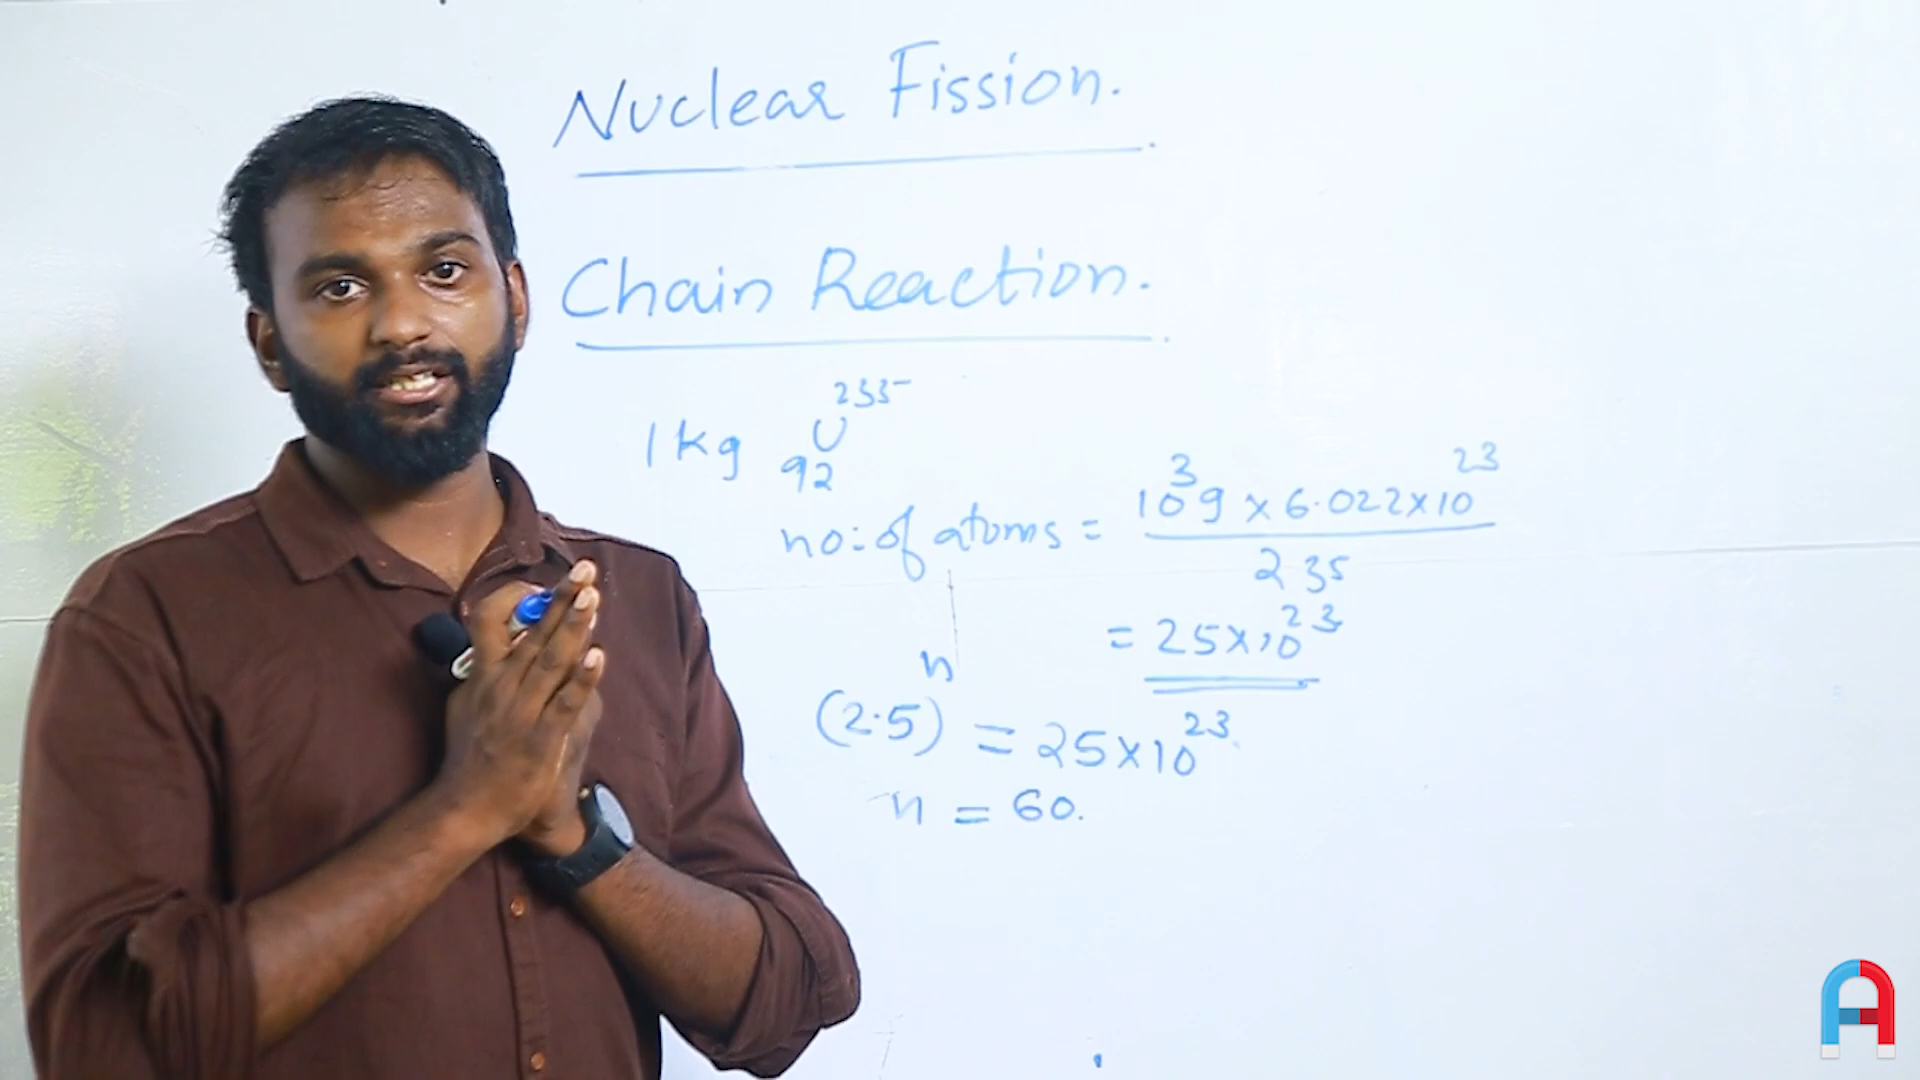 Nuclear Fission.
Chain Reaction.
1kg ₉₂U²³⁵
no: of atoms = 10³g × 6.022×10²³
235
= 25×10²³
(2.5)ⁿ = 25×10²³
n = 60.